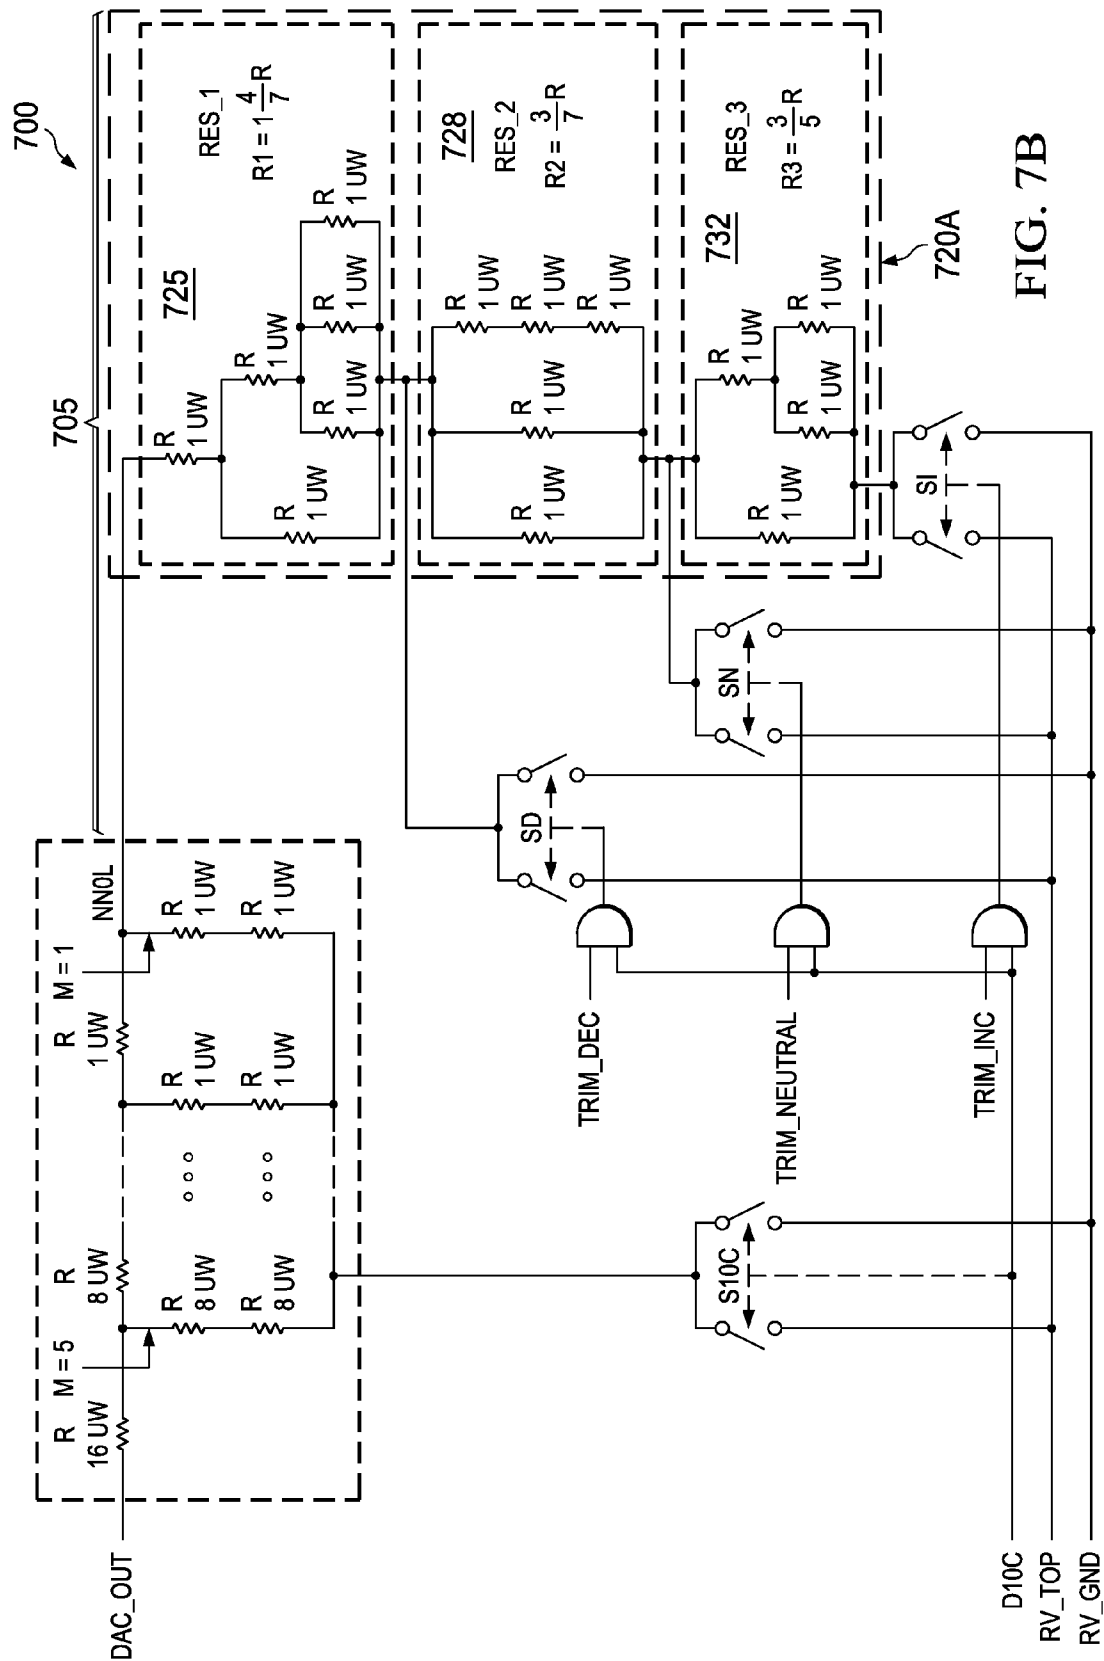 700
705
725
RES_1
R1 = 1 4/7 R
R
1 UW
R
1 UW
R
1 UW
R
1 UW
R
1 UW
R
1 UW
728
RES_2
R2 = 3/7 R
R
1 UW
R
1 UW
R
1 UW
R
1 UW
R
1 UW
732
RES_3
R3 = 3/5 R
R
1 UW
R
1 UW
R
1 UW
R
1 UW
720A
FIG. 7B
M = 5
M = 1
NN0L
R
16 UW
R
8 UW
R
1 UW
R
8 UW
R
8 UW
R
1 UW
R
1 UW
R
1 UW
R
1 UW
DAC_OUT
SD
SN
SI
S10C
TRIM_DEC
TRIM_NEUTRAL
TRIM_INC
D10C
RV_TOP
RV_GND